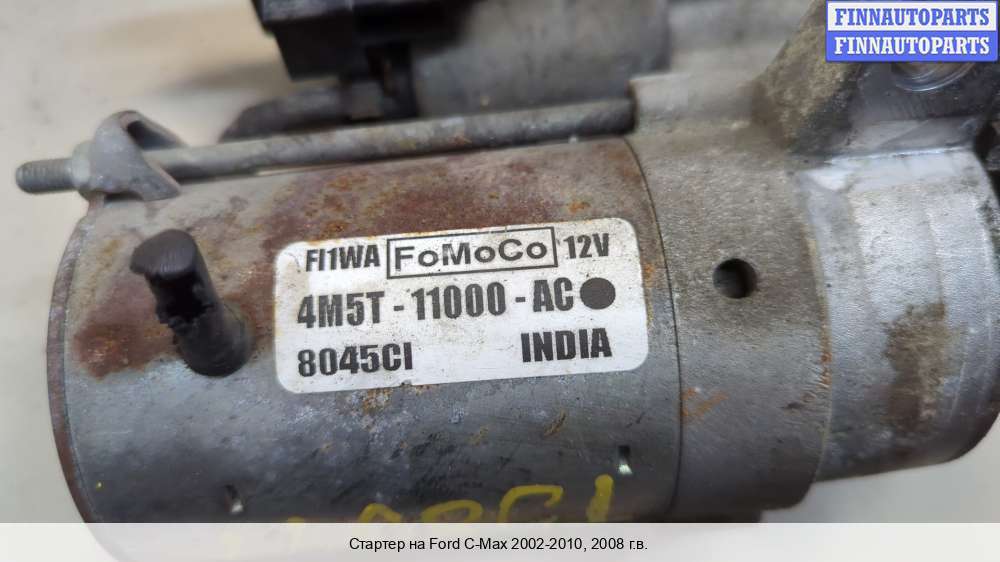 FINNAUTOPARTS
FINNAUTOPARTS
FI1WA FoMoCo 12V
4M5T - 11000 - AC
8045CI INDIA
Стартер на Ford C-Max 2002-2010, 2008 г.в.